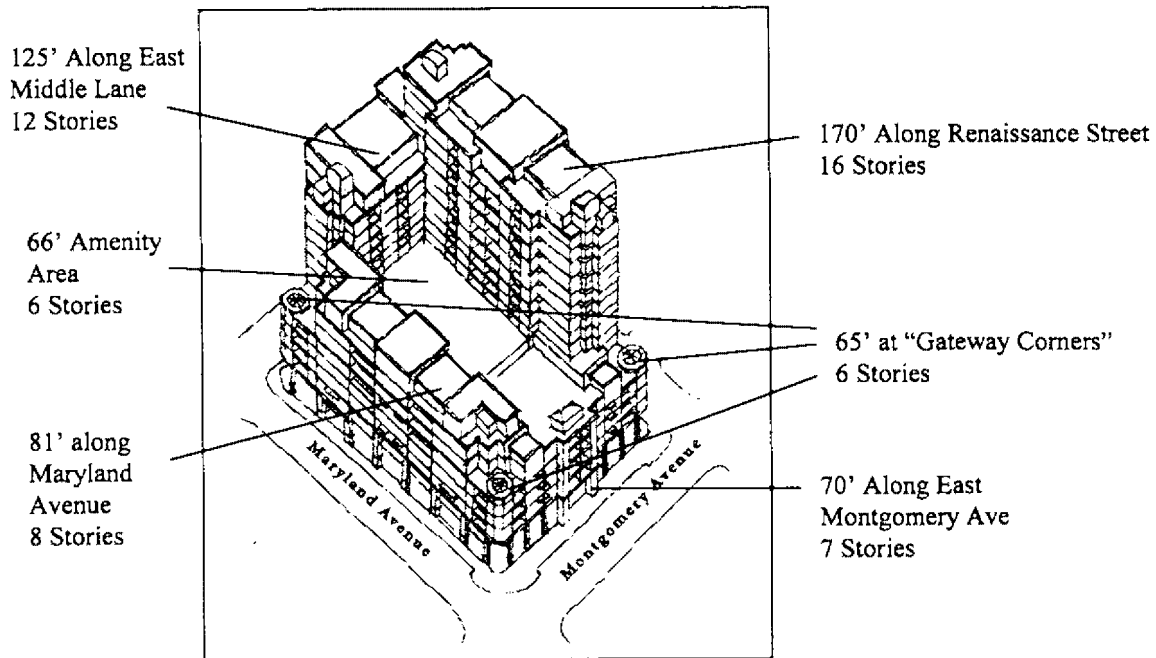 125' Along East
Middle Lane
12 Stories
170' Along Renaissance Street
16 Stories
66' Amenity
Area
6 Stories
65' at “Gateway Corners”
6 Stories
81' along
Maryland
Avenue
8 Stories
70' Along East
Montgomery Ave
7 Stories
Maryland Avenue
Montgomery Avenue